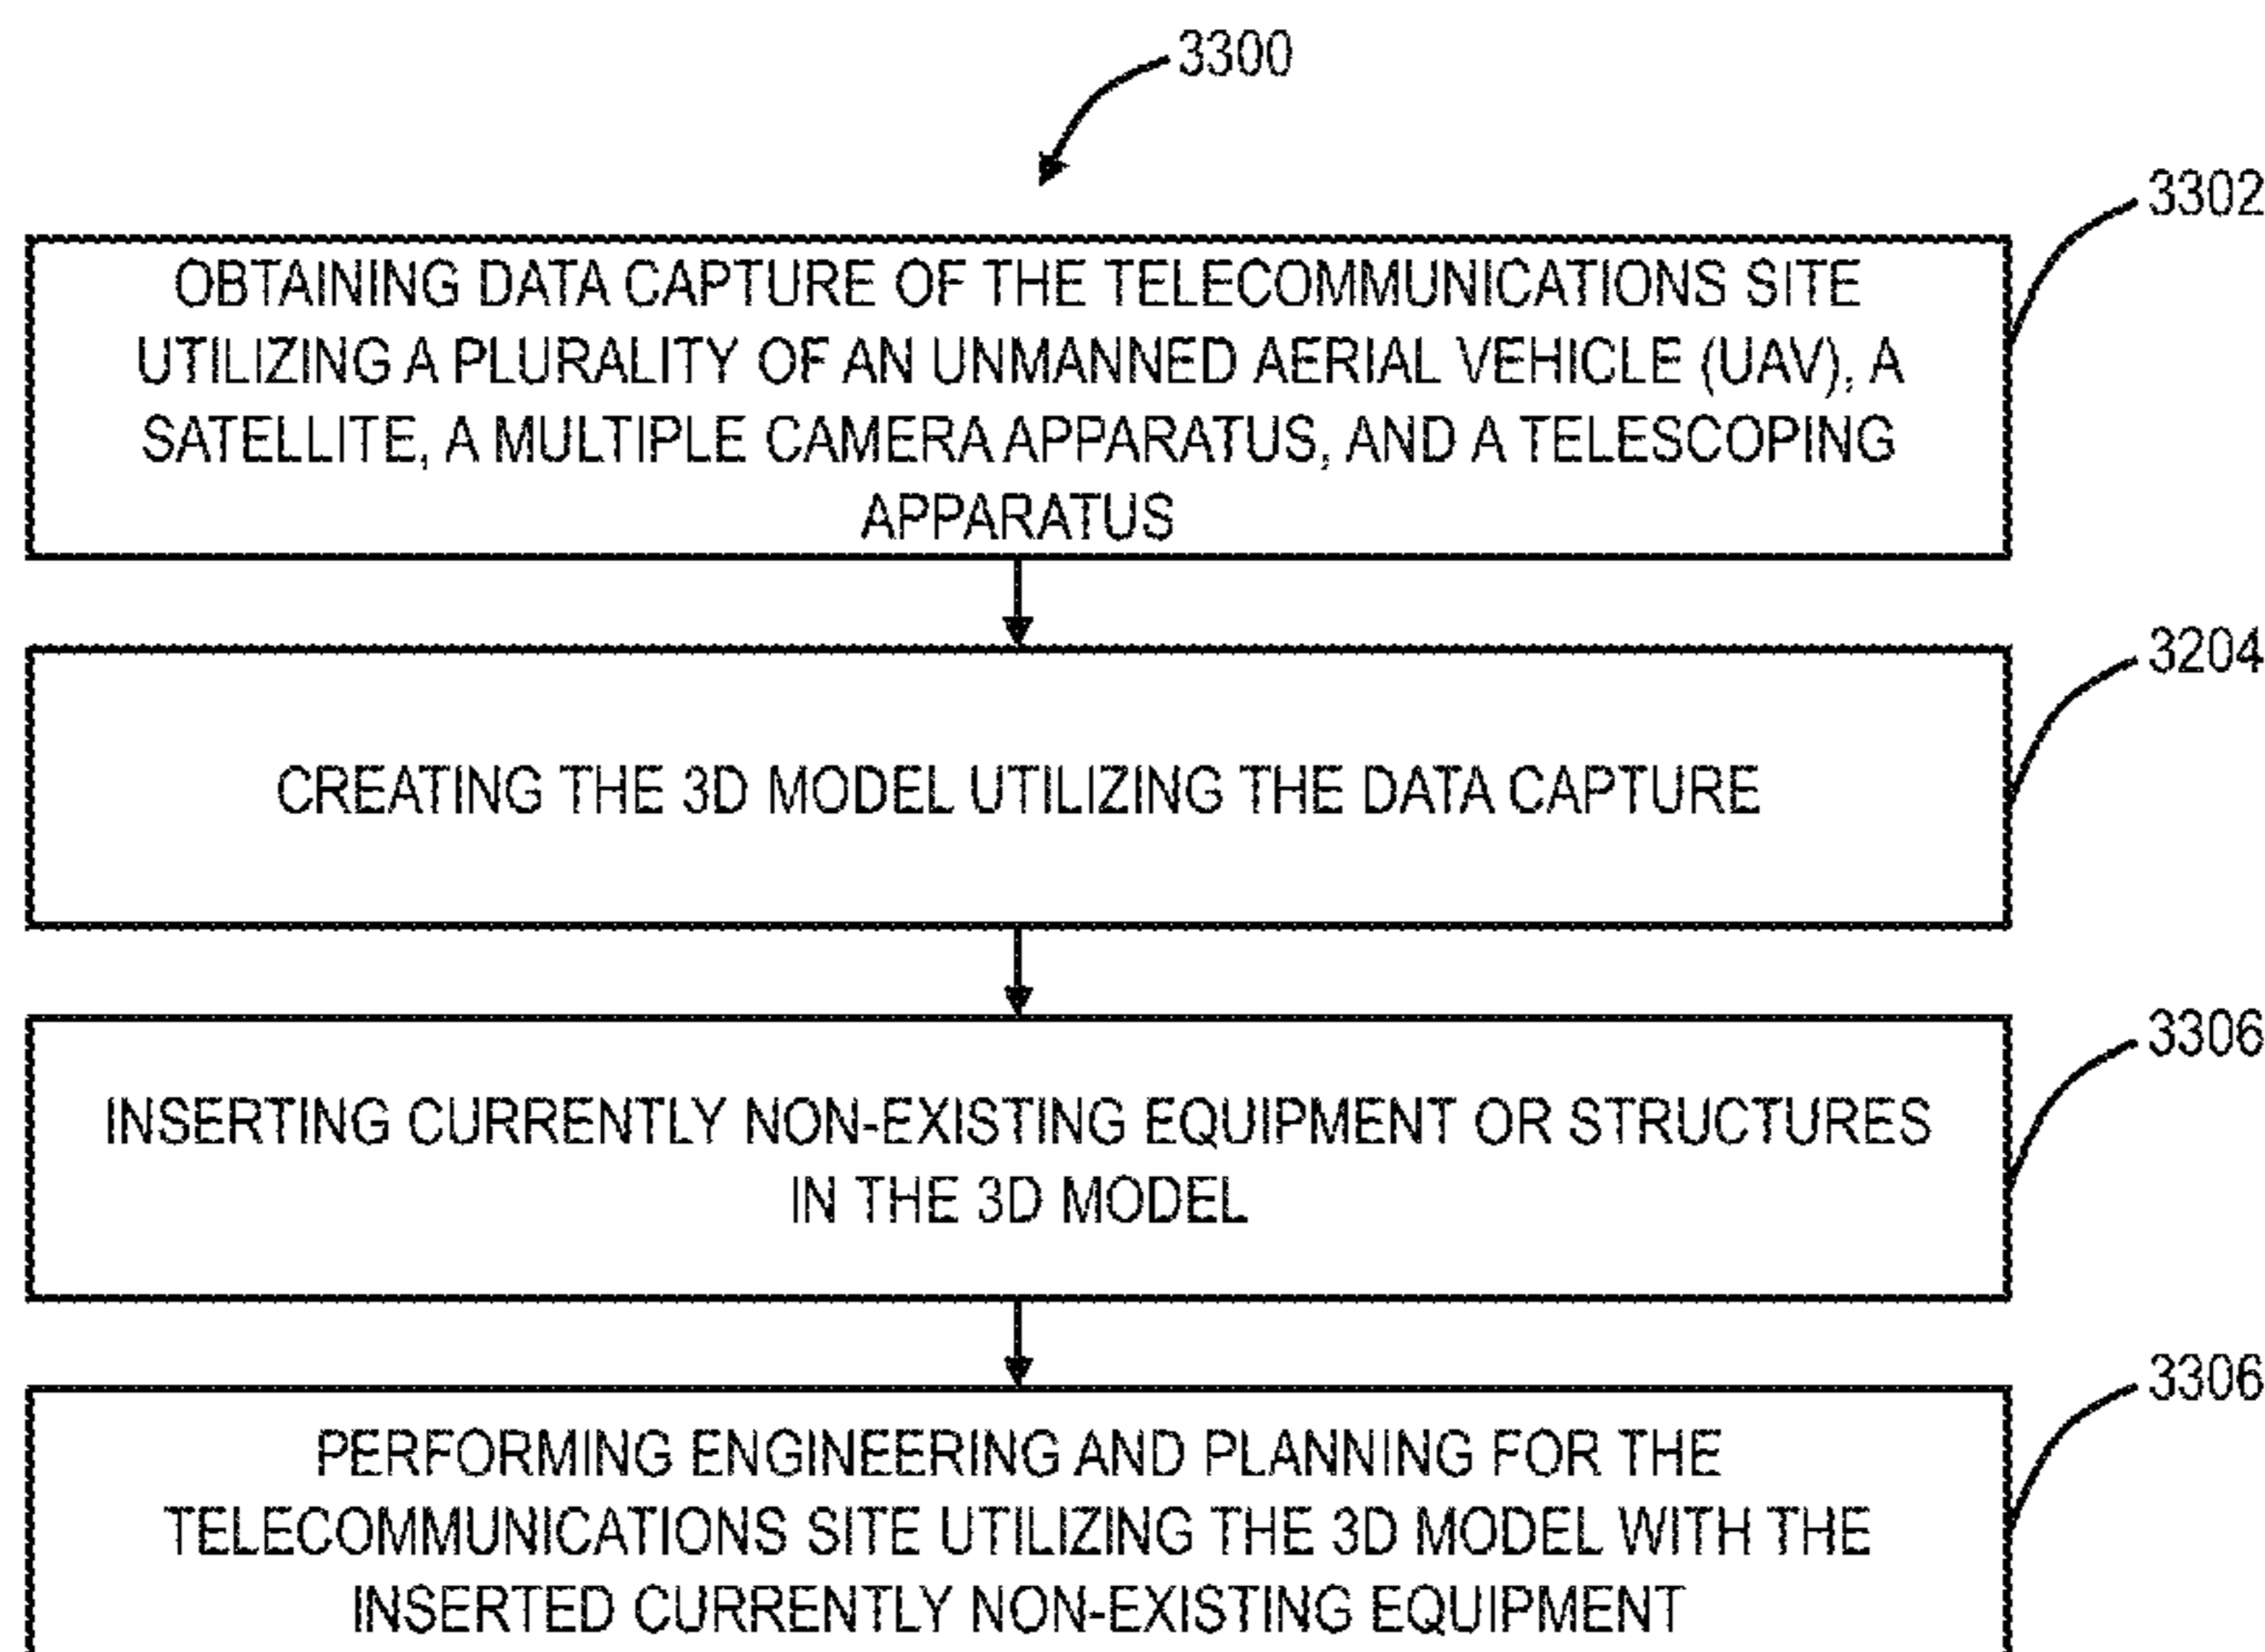 3300
3302
OBTAINING DATA CAPTURE OF THE TELECOMMUNICATIONS SITE
UTILIZING A PLURALITY OF AN UNMANNED AERIAL VEHICLE (UAV), A
SATELLITE, A MULTIPLE CAMERA APPARATUS, AND A TELESCOPING
APPARATUS
3204
CREATING THE 3D MODEL UTILIZING THE DATA CAPTURE
3306
INSERTING CURRENTLY NON-EXISTING EQUIPMENT OR STRUCTURES
IN THE 3D MODEL
3306
PERFORMING ENGINEERING AND PLANNING FOR THE
TELECOMMUNICATIONS SITE UTILIZING THE 3D MODEL WITH THE
INSERTED CURRENTLY NON-EXISTING EQUIPMENT